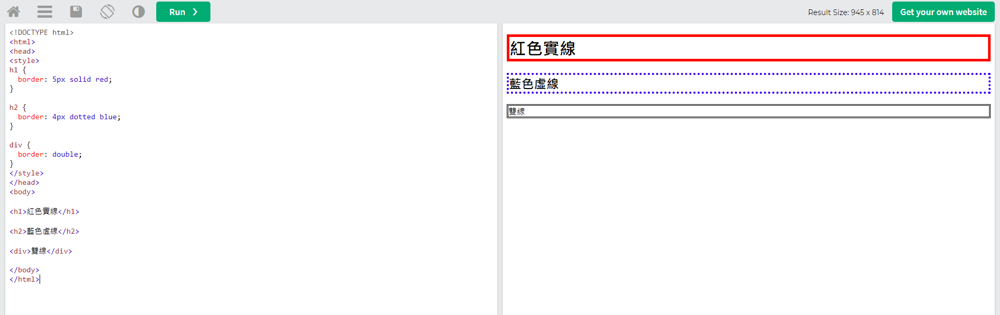 Run ❯
Result Size: 945 x 814
Get your own website
<!DOCTYPE html>
<html>
<head>
<style>
h1 {
  border: 5px solid red;
}
h2 {
  border: 4px dotted blue;
}
div {
  border: double;
}
</style>
</head>
<body>
<h1>紅色實線</h1>
<h2>藍色虛線</h2>
<div>雙線</div>
</body>
</html>
紅色實線
藍色虛線
雙線